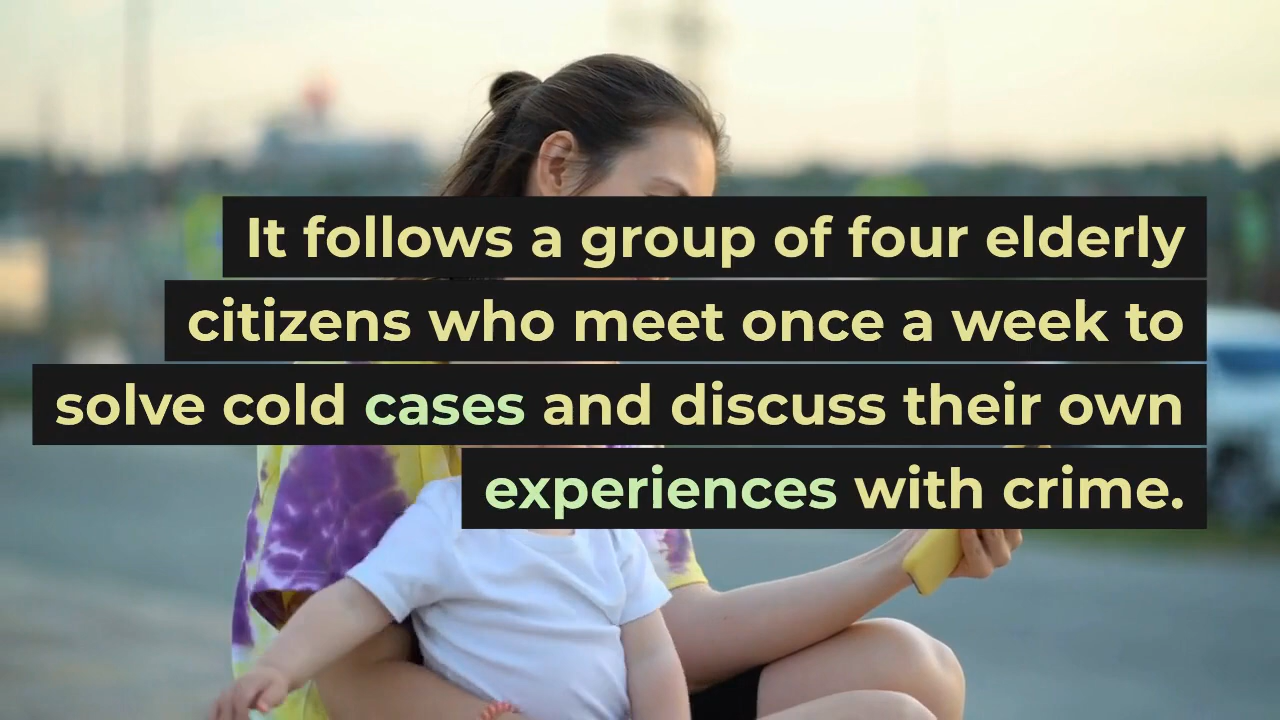 It follows a group of four elderly
citizens who meet once a week to
solve cold cases and discuss their own
experiences with crime.